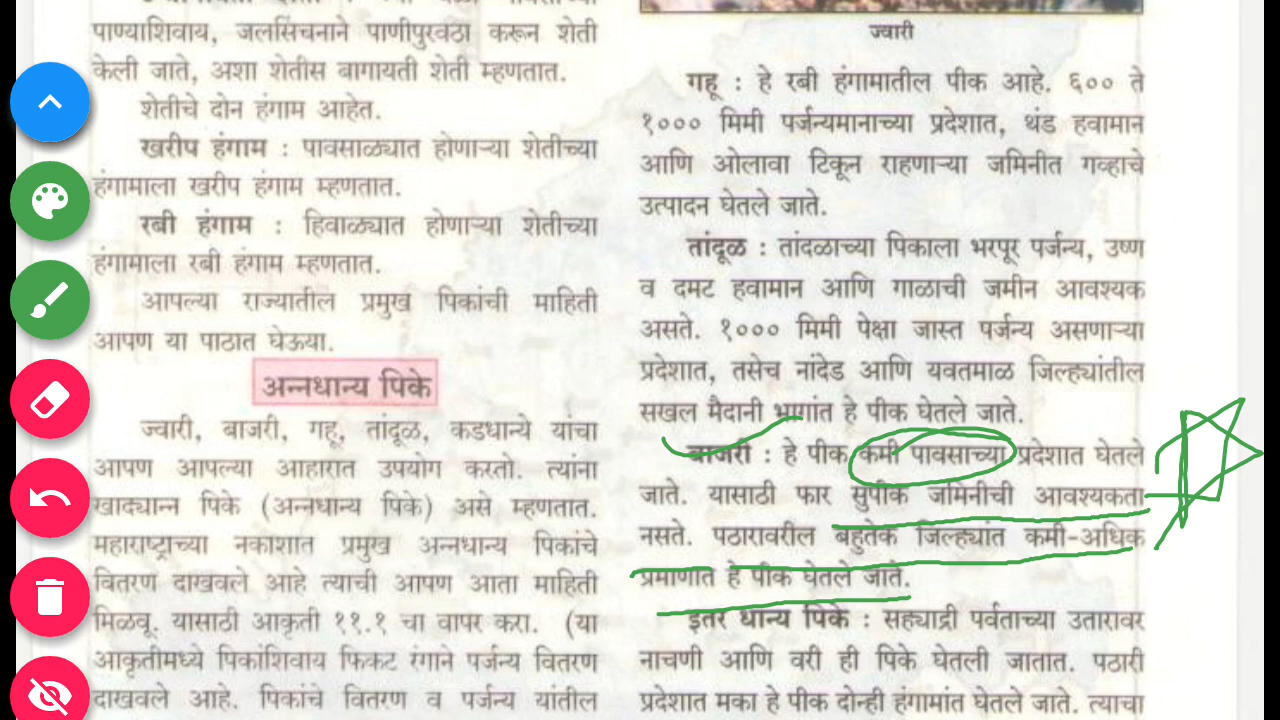 पाण्याशिवाय, जलसिंचनाने पाणीपुरवठा करून शेती
केली जाते, अशा शेतीस बागायती शेती म्हणतात.
शेतीचे दोन हंगाम आहेत.
खरीप हंगाम : पावसाळ्यात होणाऱ्या शेतीच्या
हंगामाला खरीप हंगाम म्हणतात.
रबी हंगाम : हिवाळ्यात होणाऱ्या शेतीच्या
हंगामाला रबी हंगाम म्हणतात.
आपल्या राज्यातील प्रमुख पिकांची माहिती
आपण या पाठात घेऊया.
अन्नधान्य पिके
ज्वारी, बाजरी, गहू, तांदूळ, कडधान्ये यांचा
आपण आपल्या आहारात उपयोग करतो. त्यांना
खाद्यान्न पिके (अन्नधान्य पिके) असे म्हणतात.
महाराष्ट्राच्या नकाशात प्रमुख अन्नधान्य पिकांचे
वितरण दाखवले आहे त्याची आपण आता माहिती
मिळवू. यासाठी आकृती ११.१ चा वापर करा. (या
आकृतीमध्ये पिकांशिवाय फिकट रंगाने पर्जन्य वितरण
दाखवले आहे. पिकांचे वितरण व पर्जन्य यांतील
ज्वारी
गहू : हे रबी हंगामातील पीक आहे. ६०० ते
१००० मिमी पर्जन्यमानाच्या प्रदेशात, थंड हवामान
आणि ओलावा टिकून राहणाऱ्या जमिनीत गव्हाचे
उत्पादन घेतले जाते.
तांदूळ : तांदळाच्या पिकाला भरपूर पर्जन्य, उष्ण
व दमट हवामान आणि गाळाची जमीन आवश्यक
असते. १००० मिमी पेक्षा जास्त पर्जन्य असणाऱ्या
प्रदेशात, तसेच नांदेड आणि यवतमाळ जिल्ह्यांतील
सखल मैदानी भागांत हे पीक घेतले जाते.
बाजरी : हे पीक कमी पावसाच्या प्रदेशात घेतले
जाते. यासाठी फार सुपीक जमिनीची आवश्यकता
नसते. पठारावरील बहुतेक जिल्ह्यांत कमी-अधिक
प्रमाणात हे पीक घेतले जाते.
इतर धान्य पिके : सह्याद्री पर्वताच्या उतारावर
नाचणी आणि वरी ही पिके घेतली जातात. पठारी
प्रदेशात मका हे पीक दोन्ही हंगामांत घेतले जाते. त्याचा